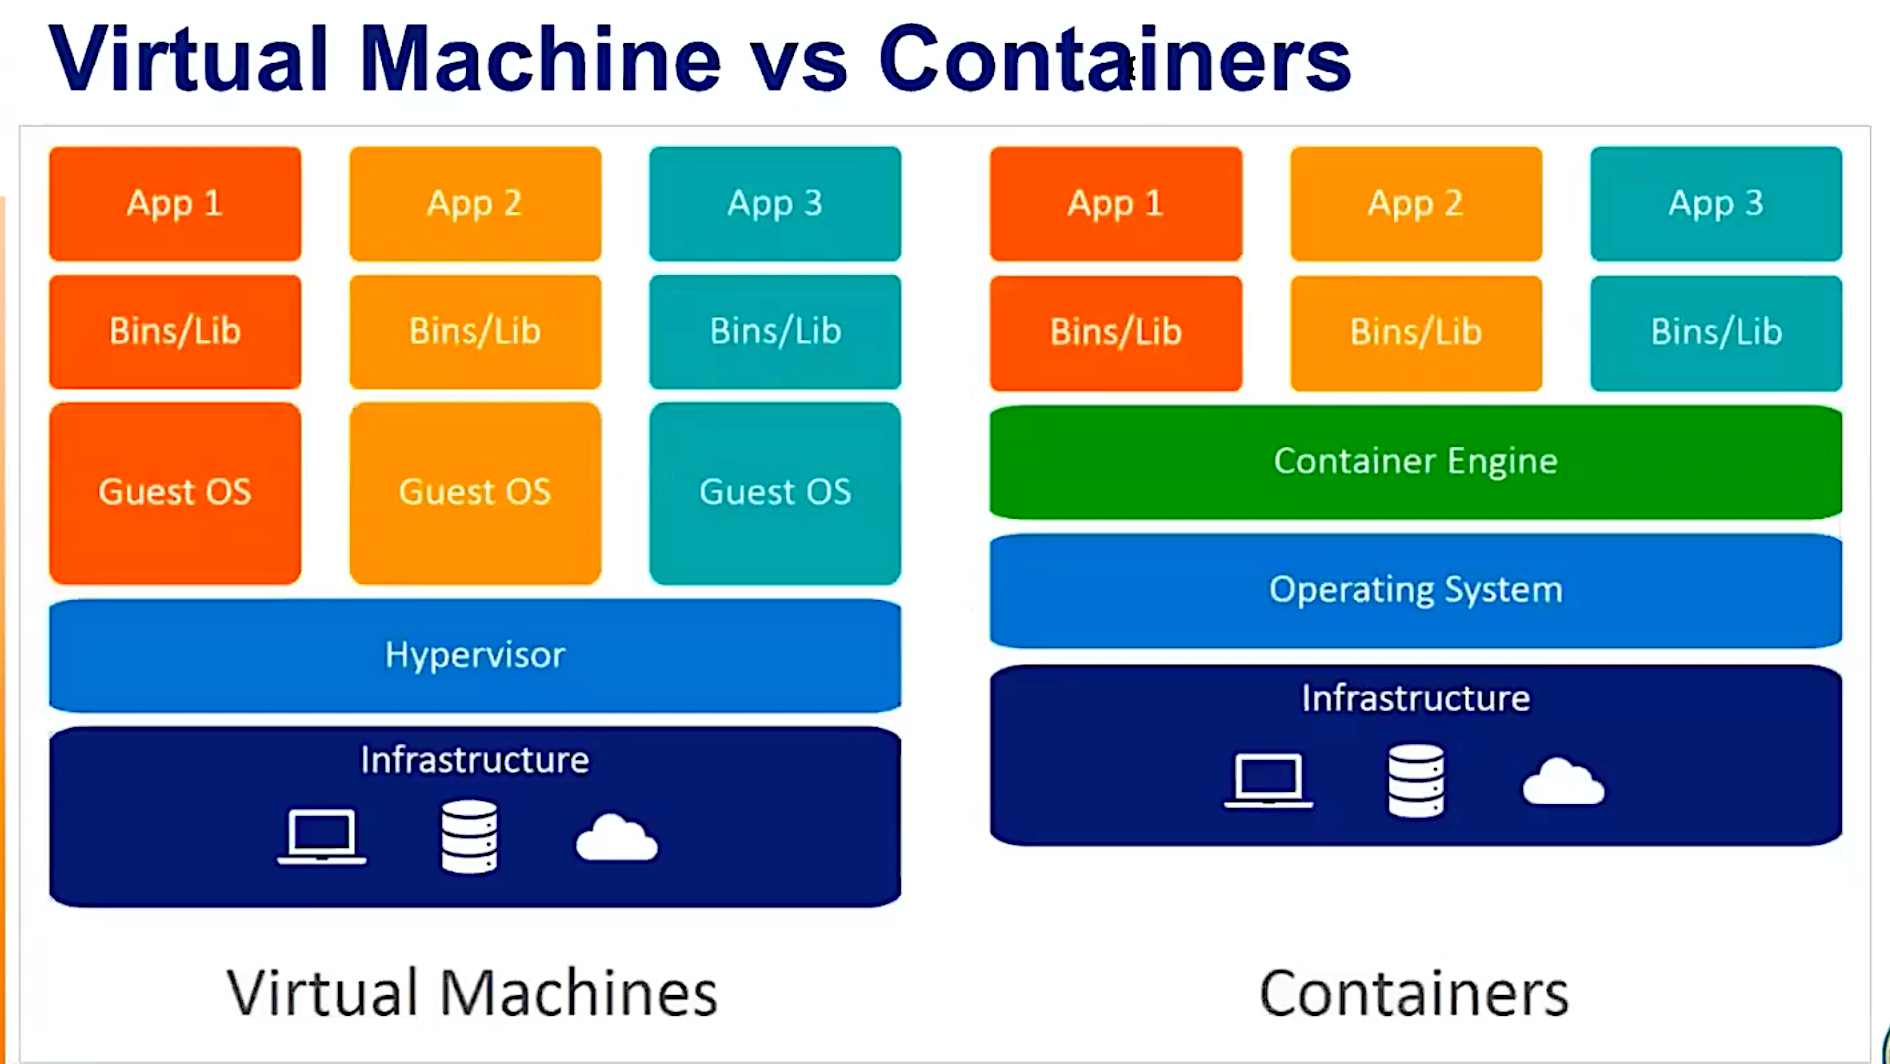 Virtual Machine vs Containers
App 1
App 2
App 3
Bins/Lib
Bins/Lib
Bins/Lib
Guest OS
Guest OS
Guest OS
Hypervisor
Infrastructure
Virtual Machines
App 1
App 2
App 3
Bins/Lib
Bins/Lib
Bins/Lib
Container Engine
Operating System
Infrastructure
Containers